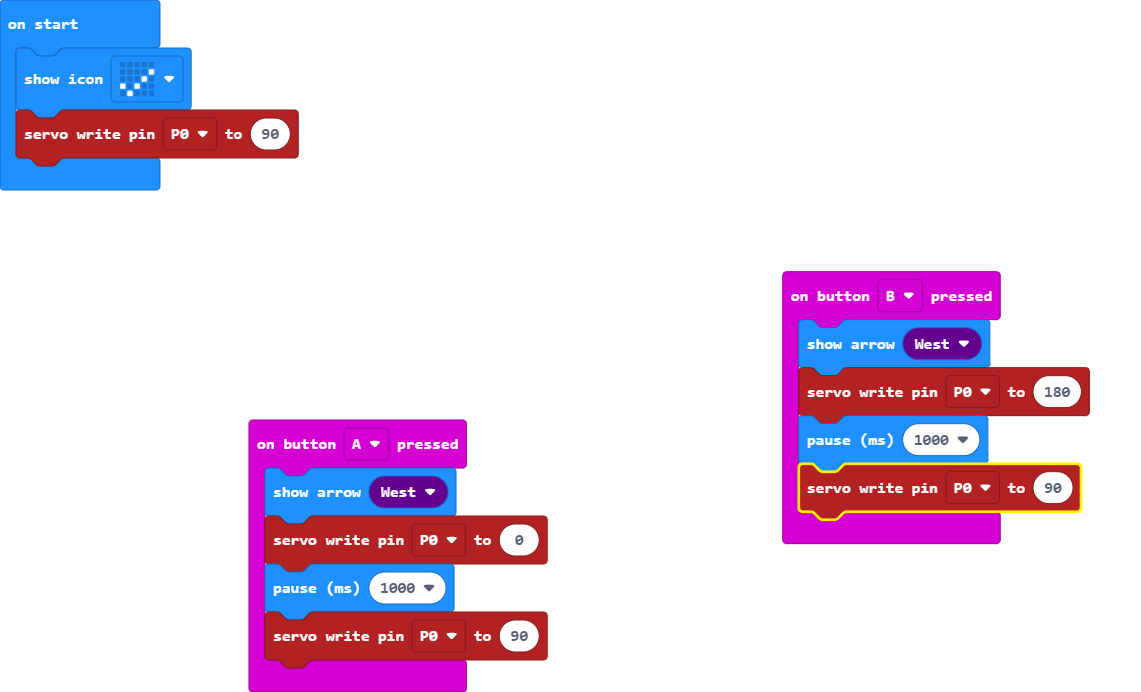 on start
show icon
servo write pin P0 to 90
on button B pressed
show arrow West
servo write pin P0 to 180
pause (ms) 1000
servo write pin P0 to 90
on button A pressed
show arrow West
servo write pin P0 to 0
pause (ms) 1000
servo write pin P0 to 90